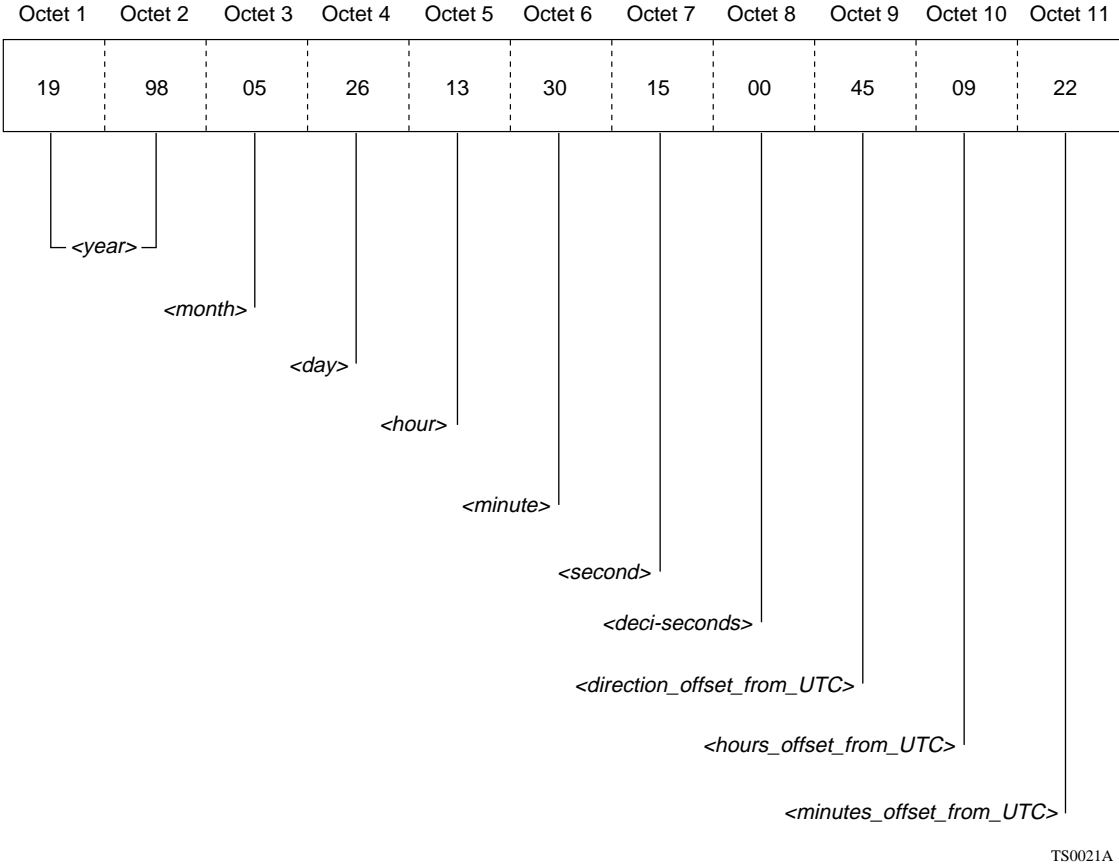 Octet 1 Octet 2 Octet 3 Octet 4 Octet 5 Octet 6 Octet 7 Octet 8 Octet 9 Octet 10 Octet 11
19 98 05 26 13 30 15 00 45 09 22
<year>
<month>
<day>
<hour>
<minute>
<second>
<deci-seconds>
<direction_offset_from_UTC>
<hours_offset_from_UTC>
<minutes_offset_from_UTC>
TS0021A